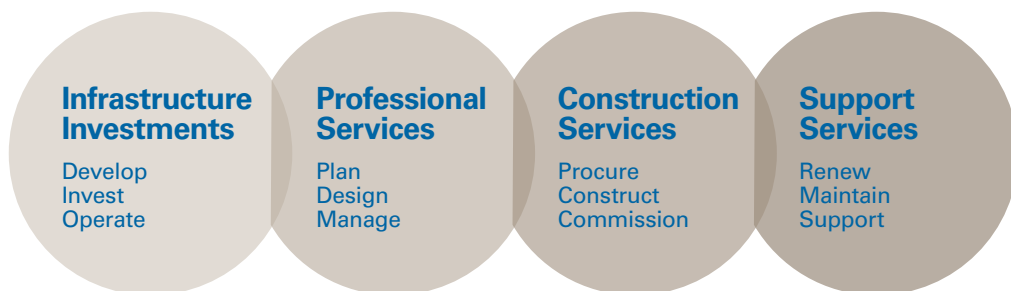 Infrastructure
Investments
Develop
Invest
Operate
Professional
Services
Plan
Design
Manage
Construction
Services
Procure
Construct
Commission
Support
Services
Renew
Maintain
Support